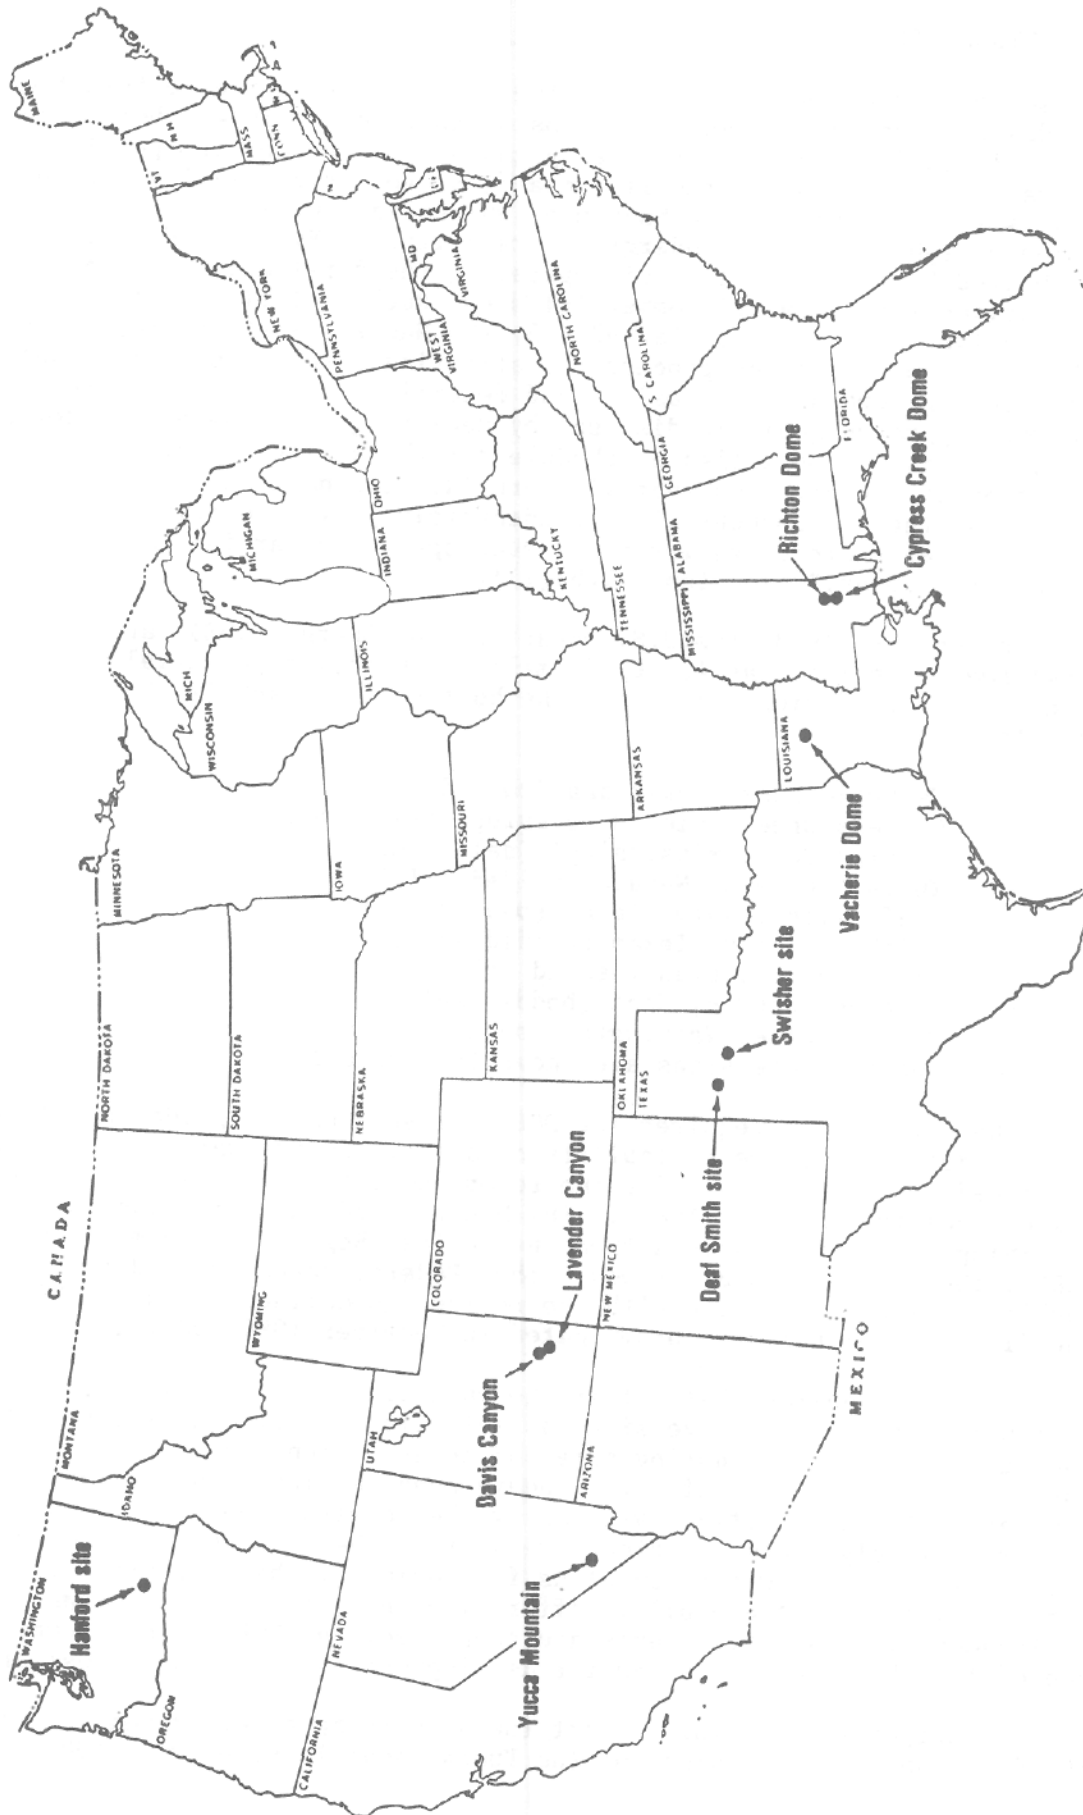 CANADA
WASHINGTON
Hanford site
OREGON
CALIFORNIA
NEVADA
Yucca Mountain
IDAHO
MONTANA
WYOMING
UTAH
Davis Canyon
Lavender Canyon
ARIZONA
COLORADO
NEW MEXICO
MEXICO
NORTH DAKOTA
SOUTH DAKOTA
NEBRASKA
KANSAS
OKLAHOMA
TEXAS
Deaf Smith site
Swisher site
MINNESOTA
IOWA
MISSOURI
ARKANSAS
LOUISIANA
Vacherie Dome
WISCONSIN
MICH
MICHIGAN
ILLINOIS
INDIANA
OHIO
KENTUCKY
TENNESSEE
MISSISSIPPI
ALABAMA
GEORGIA
FLORIDA
Richton Dome
Cypress Creek Dome
S CAROLINA
NORTH CAROLINA
VIRGINIA
WEST
VIRGINIA
MD
PENNSYLVANIA
NEW YORK
VT
N H
MAINE
MASS
CONN